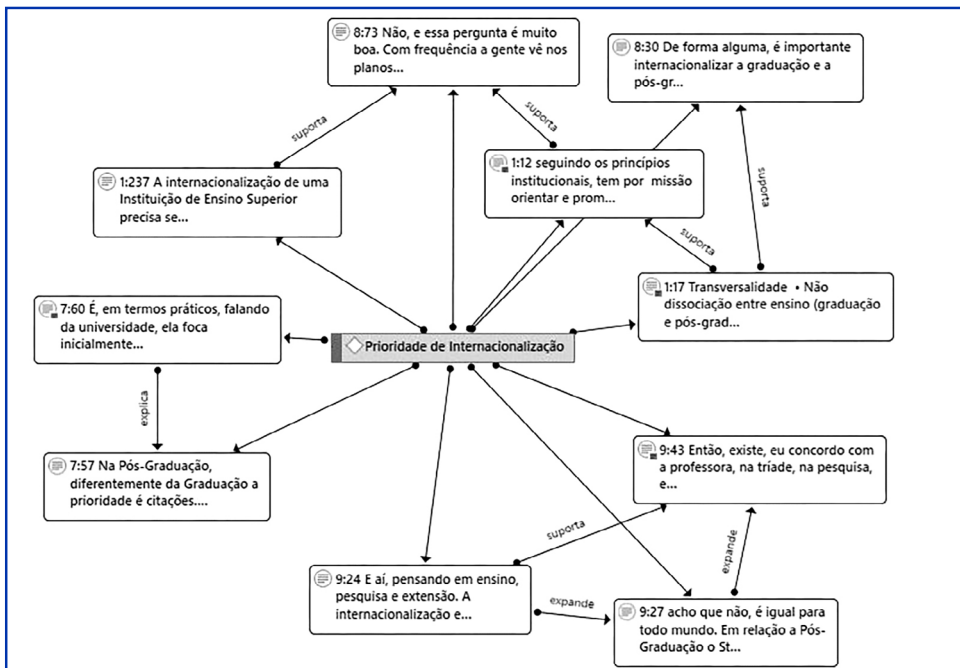 8:73 Não, e essa pergunta é muito
boa. Com frequência a gente vê nos
planos...
8:30 De forma alguma, é importante
internacionalizar a graduação e a
pós-gr...
suporta
suporta
1:237 A internacionalização de uma
Instituição de Ensino Superior
precisa se...
1:12 seguindo os princípios
institucionais, tem por missão
orientar e prom...
suporta
suporta
1:17 Transversalidade • Não
dissociação entre ensino (graduação
e pós-grad...
7:60 É, em termos práticos, falando
da universidade, ela foca
inicialmente...
Prioridade de Internacionalização
explica
7:57 Na Pós-Graduação,
diferentemente da Graduação a
prioridade é citações....
9:43 Então, existe, eu concordo com
a professora, na tríade, na pesquisa,
e...
suporta
expande
9:24 E aí, pensando em ensino,
pesquisa e extensão. A
internacionalização e...
expande
9:27 acho que não, é igual para
todo mundo. Em relação a Pós-
Graduação o St...